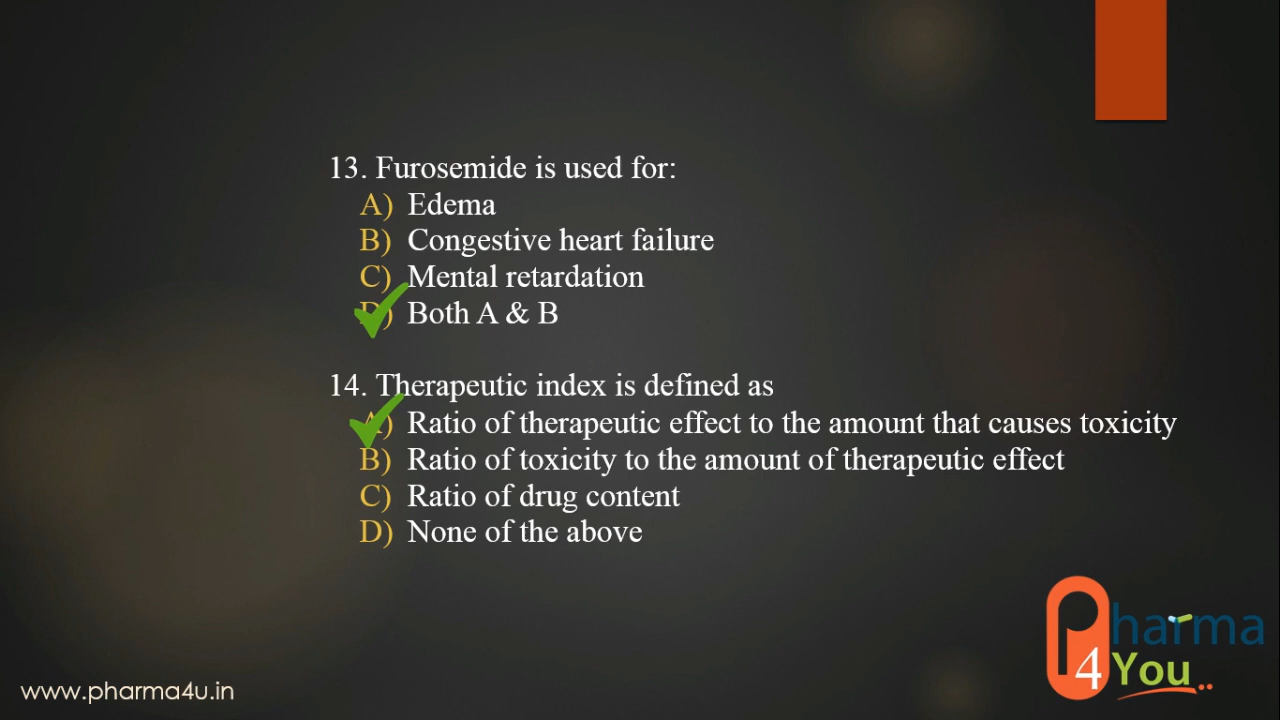 13. Furosemide is used for:
A) Edema
B) Congestive heart failure
C) Mental retardation
D) Both A & B
14. Therapeutic index is defined as
A) Ratio of therapeutic effect to the amount that causes toxicity
B) Ratio of toxicity to the amount of therapeutic effect
C) Ratio of drug content
D) None of the above
Pharma
4 You..
www.pharma4u.in